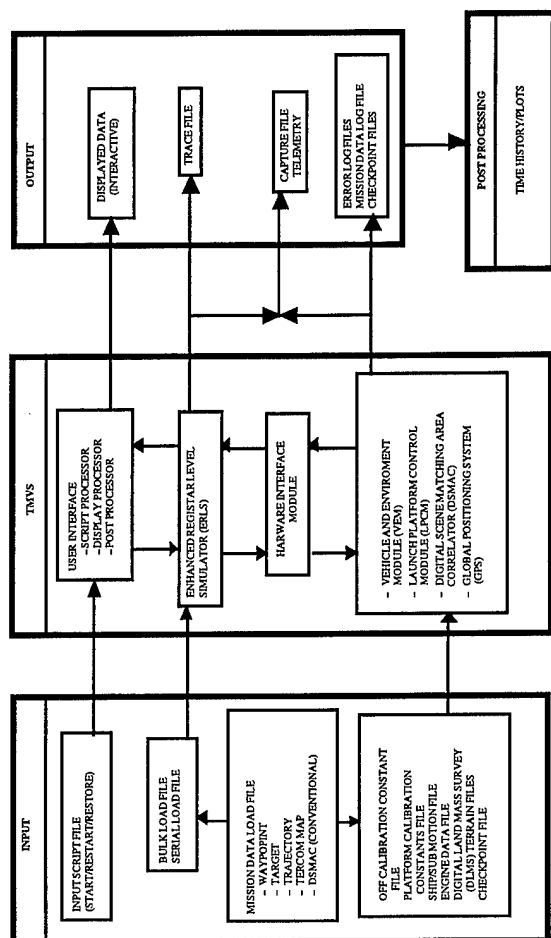 INPUT
INPUT SCRIPT FILE
(START/RESTART/RESTORE)
BULK LOAD FILE
SERIAL LOAD FILE
MISSION DATA LOAD FILE
- WAYPOPINT
- TARGET
- TRAJECTORY
- TERCOM MAP
- DSMAC (CONVENTIONAL)
OFF CALIBRATION CONSTANT
FILE
PLATFORM CALIBRATION
CONSTANTS FILE
SHIP/SUB MOTION FILE
ENGINE DATA FILE
DIGITAL LAND MASS SURVEY
(DLMS) TERRAIN FILES
CHECKPOINT FILE
TMVS
USER INTERFACE
-SCRIPT PROCESSOR
-DISPLAY PROCESSOR
-POST PROCESSOR
ENHANCED REGISTAR LEVEL
SIMULATOR (ERLS)
HARWARE INTERFACE
MODULE
- VEHICLE AND ENVIROMENT
MODULE (VEM)
- LAUNCH PLATFORM CONTROL
MODULE (LPCM)
- DIGITAL SCENE MATCHING AREA
CORRELATOR (DSMAC)
- GLOBAL POSITIONING SYSTEM
(GPS)
OUTPUT
DISPLAYED DATA
(INTERACTIVE)
TRACE FILE
CAPTURE FILE
TELEMETRY
ERROR LOG FILES
MISSION DATA LOG FILE
CHECKPOINT FILES
POST PROCESSING
TIME HISTORY/PLOTS